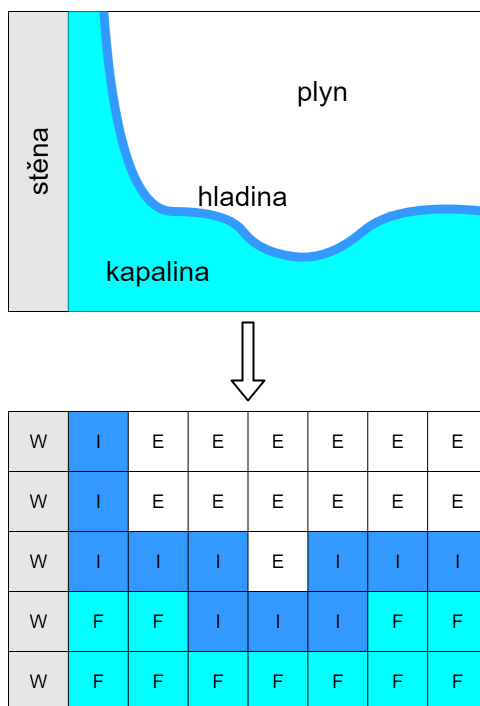 plyn
stěna
hladina
kapalina
W I E E E E E E
W I E E E E E E
W I I I E I I I
W F F I I I F F
W F F F F F F F